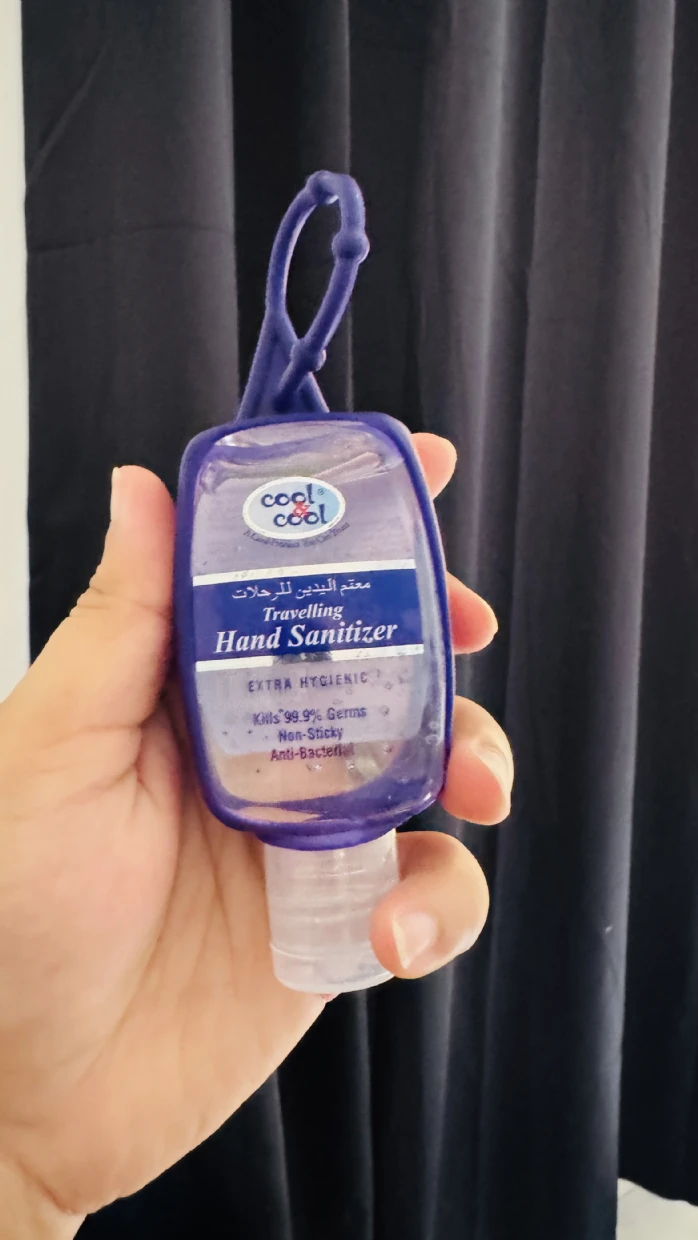 cool®
&
cool
معقم اليدين للرحلات
Travelling
Hand Sanitizer
EXTRA HYGIENIC
Kills 99.9% Germs
Non-Sticky
Anti-Bacterial